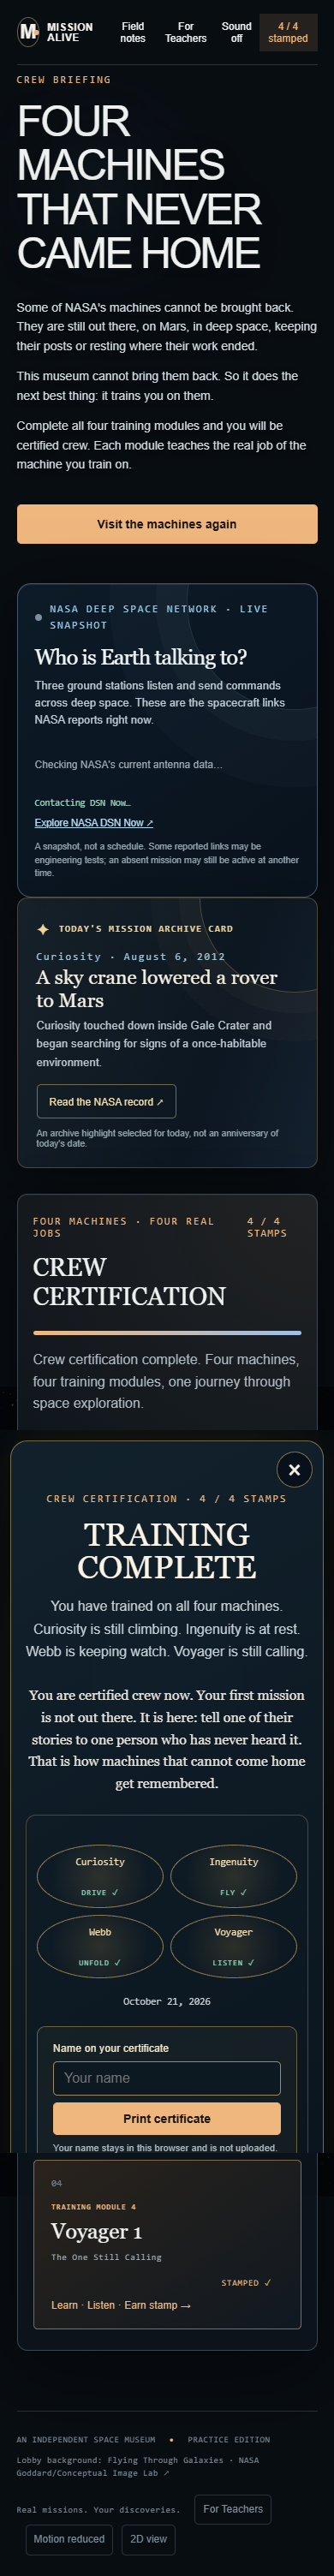 M
MISSION
ALIVE
Field
notes
For
Teachers
Sound
off
4 / 4
stamped
CREW BRIEFING
FOUR
MACHINES
THAT NEVER
CAME HOME
Some of NASA's machines cannot be brought back.
They are still out there, on Mars, in deep space, keeping
their posts or resting where their work ended.
This museum cannot bring them back. So it does the
next best thing: it trains you on them.
Complete all four training modules and you will be
certified crew. Each module teaches the real job of the
machine you train on.
Visit the machines again
NASA DEEP SPACE NETWORK · LIVE
SNAPSHOT
Who is Earth talking to?
Three ground stations listen and send commands
across deep space. These are the spacecraft links
NASA reports right now.
Checking NASA's current antenna data…
Contacting DSN Now…
Explore NASA DSN Now ↗
A snapshot, not a schedule. Some reported links may be
engineering tests; an absent mission may still be active at another
time.
✦ TODAY'S MISSION ARCHIVE CARD
Curiosity · August 6, 2012
A sky crane lowered a rover
to Mars
Curiosity touched down inside Gale Crater and
began searching for signs of a once-habitable
environment.
Read the NASA record ↗
An archive highlight selected for today, not an anniversary of
today's date.
FOUR MACHINES · FOUR REAL
JOBS
4 / 4
STAMPS
CREW
CERTIFICATION
Crew certification complete. Four machines,
four training modules, one journey through
space exploration.
×
CREW CERTIFICATION · 4 / 4 STAMPS
TRAINING
COMPLETE
You have trained on all four machines.
Curiosity is still climbing. Ingenuity is at rest.
Webb is keeping watch. Voyager is still calling.
You are certified crew now. Your first mission
is not out there. It is here: tell one of their
stories to one person who has never heard it.
That is how machines that cannot come home
get remembered.
Curiosity
DRIVE ✓
Ingenuity
FLY ✓
Webb
UNFOLD ✓
Voyager
LISTEN ✓
October 21, 2026
Name on your certificate
Your name
Print certificate
Your name stays in this browser and is not uploaded.
04
TRAINING MODULE 4
Voyager 1
The One Still Calling
STAMPED ✓
Learn · Listen · Earn stamp →
AN INDEPENDENT SPACE MUSEUM • PRACTICE EDITION
Lobby background: Flying Through Galaxies · NASA
Goddard/Conceptual Image Lab ↗
Real missions. Your discoveries.
For Teachers
Motion reduced
2D view